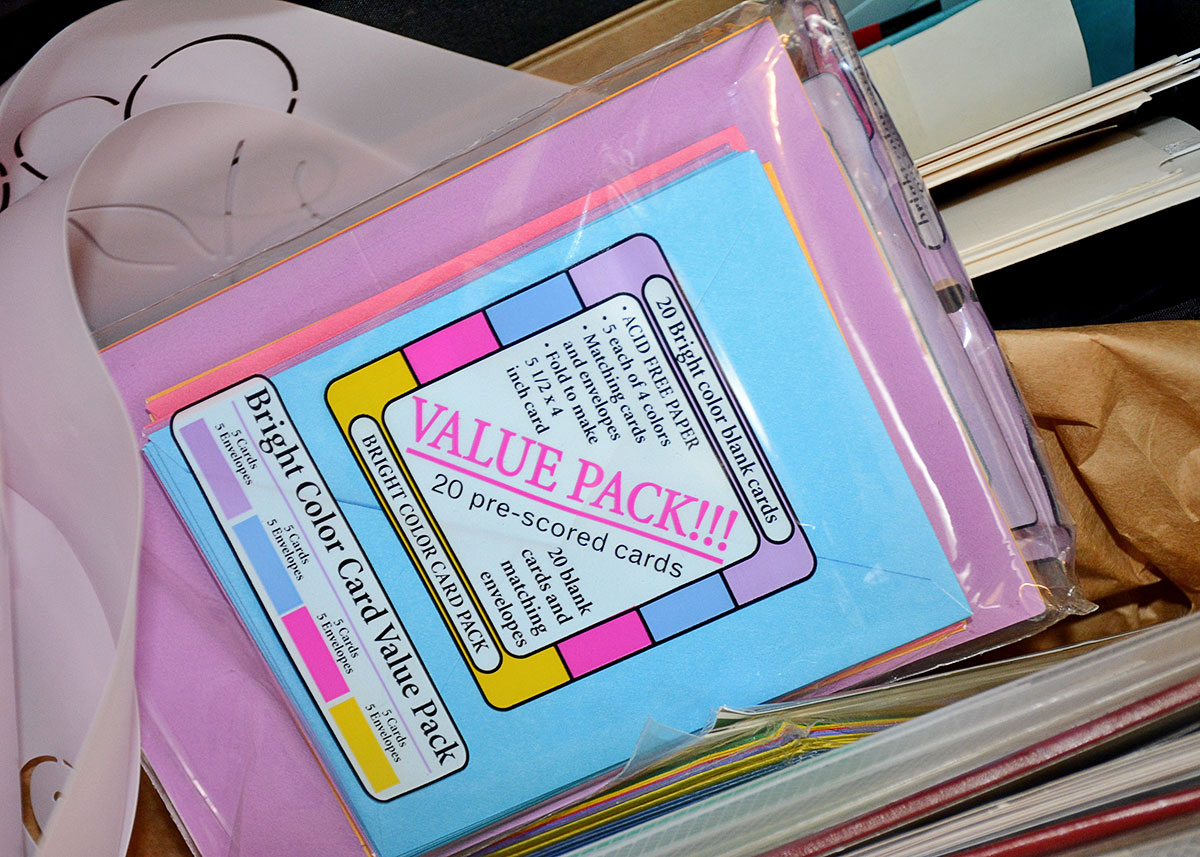 20 Bright color blank cards
• ACID FREE PAPER
• 5 each of 4 colors
• Matching cards
and envelopes
• Fold to make
5 1/2 x 4
inch card
VALUE PACK!!!
20 pre-scored cards
20 blank
cards and
matching
envelopes
BRIGHT COLOR CARD PACK
Bright Color Card Value Pack
5 Cards
5 Envelopes
5 Cards
5 Envelopes
5 Cards
5 Envelopes
5 Cards
5 Envelopes